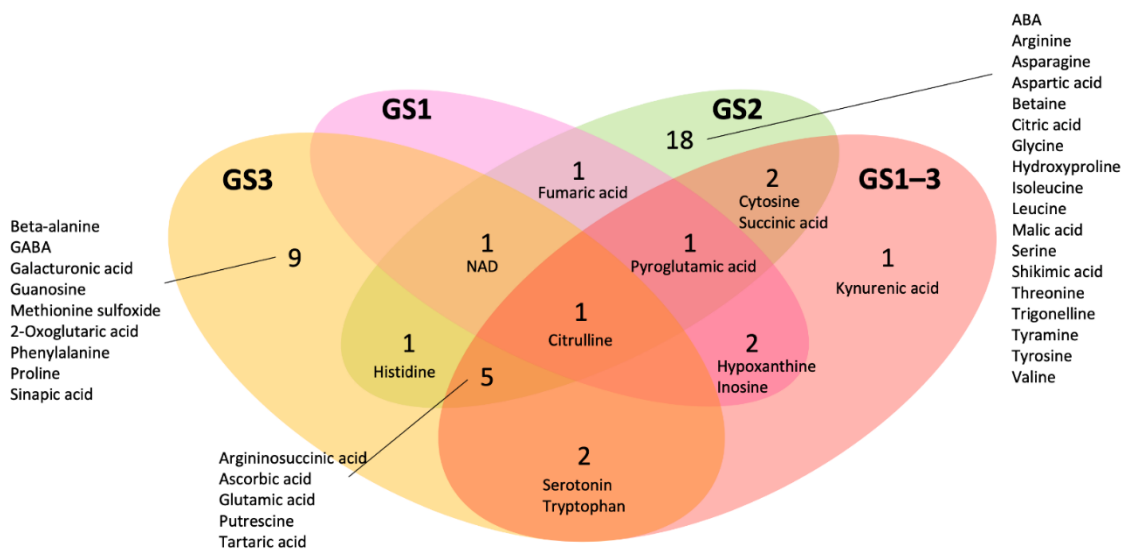 GS1
GS2
GS3
GS1–3
18
1
Fumaric acid
2
Cytosine
Succinic acid
9
1
NAD
1
Pyroglutamic acid
1
Kynurenic acid
1
Citrulline
1
Histidine
5
2
Hypoxanthine
Inosine
2
Serotonin
Tryptophan
Beta-alanine
GABA
Galacturonic acid
Guanosine
Methionine sulfoxide
2-Oxoglutaric acid
Phenylalanine
Proline
Sinapic acid
Argininosuccinic acid
Ascorbic acid
Glutamic acid
Putrescine
Tartaric acid
ABA
Arginine
Asparagine
Aspartic acid
Betaine
Citric acid
Glycine
Hydroxyproline
Isoleucine
Leucine
Malic acid
Serine
Shikimic acid
Threonine
Trigonelline
Tyramine
Tyrosine
Valine